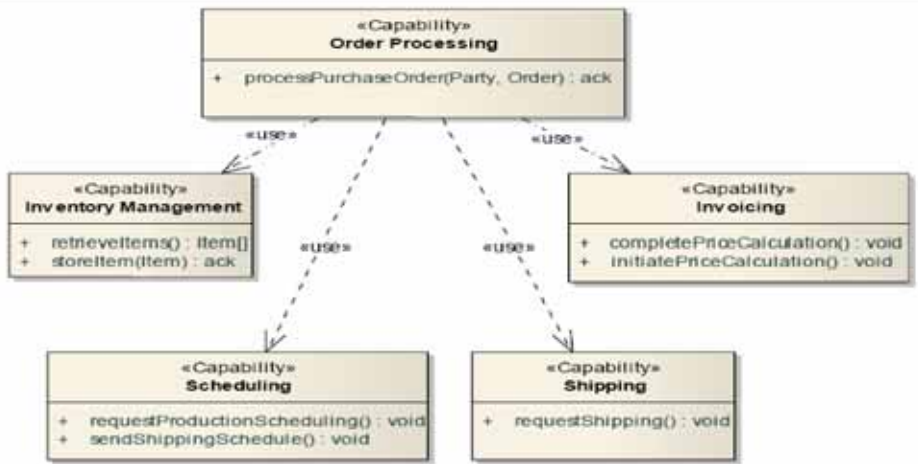 «Capability»
Order Processing
+ processPurchaseOrder(Party, Order) : ack
«use»
«use»
«Capability»
Inventory Management
+ retrieveItems() : Item[]
+ storeItem(Item) : ack
«Capability»
Invoicing
+ completePriceCalculation() : void
+ initiatePriceCalculation() : void
«use»
«use»
«Capability»
Scheduling
+ requestProductionScheduling() : void
+ sendShippingSchedule() : void
«Capability»
Shipping
+ requestShipping() : void